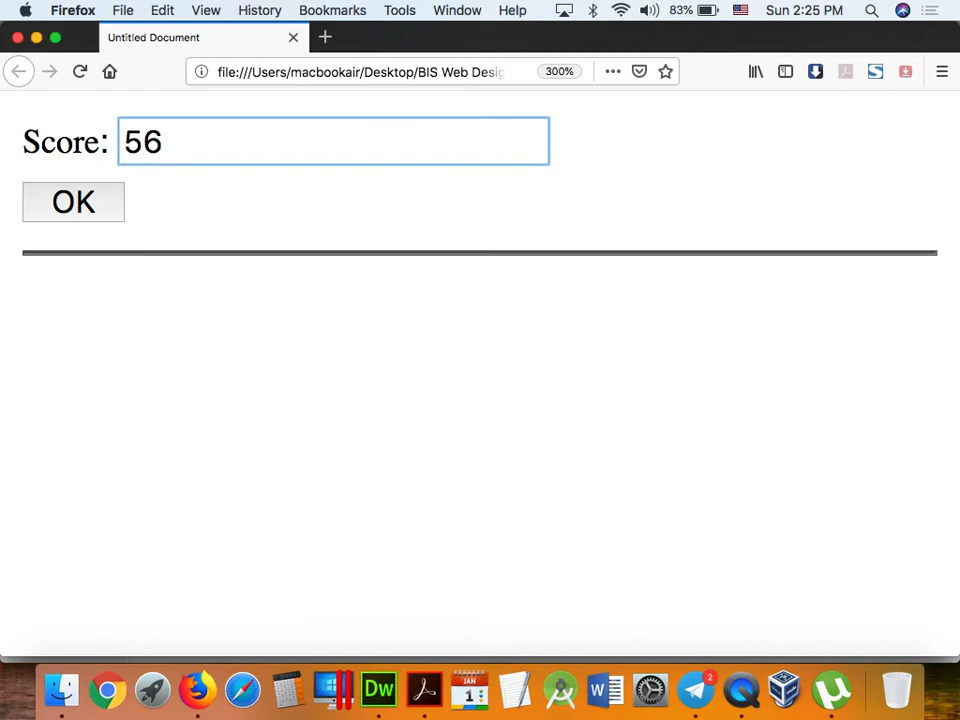 Firefox File Edit View History Bookmarks Tools Window Help 83% Sun 2:25 PM
Untitled Document
file:///Users/macbookair/Desktop/BIS Web Desig 300%
Score: 56
OK
Dw JAN 1 W 2